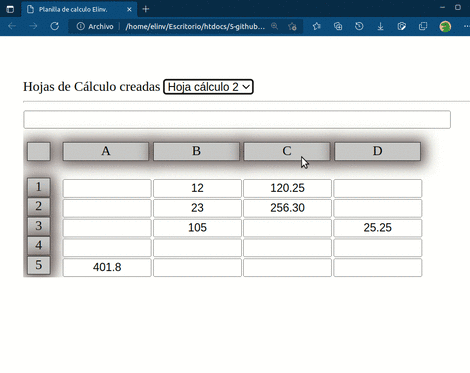 Planilla de calculo Elinv.
Archivo /home/elinv/Escritorio/htdocs/5-github...
Hojas de Cálculo creadas Hoja cálculo 2
A B C D
1 12 120.25
2 23 256.30
3 105 25.25
4
5 401.8